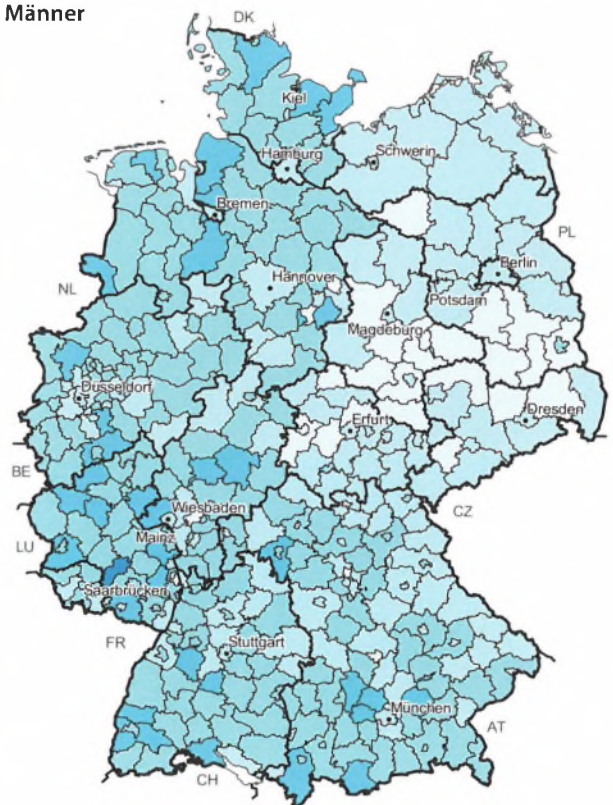 Männer
DK
Kiel
Hamburg
Schwerin
Bremen
PL
Berlin
NL
Hannover
Potsdam
Magdeburg
Düsseldorf
Dresden
Erfurt
BE
Wiesbaden
CZ
Mainz
LU
Saarbrücken
FR
Stuttgart
München
AT
CH